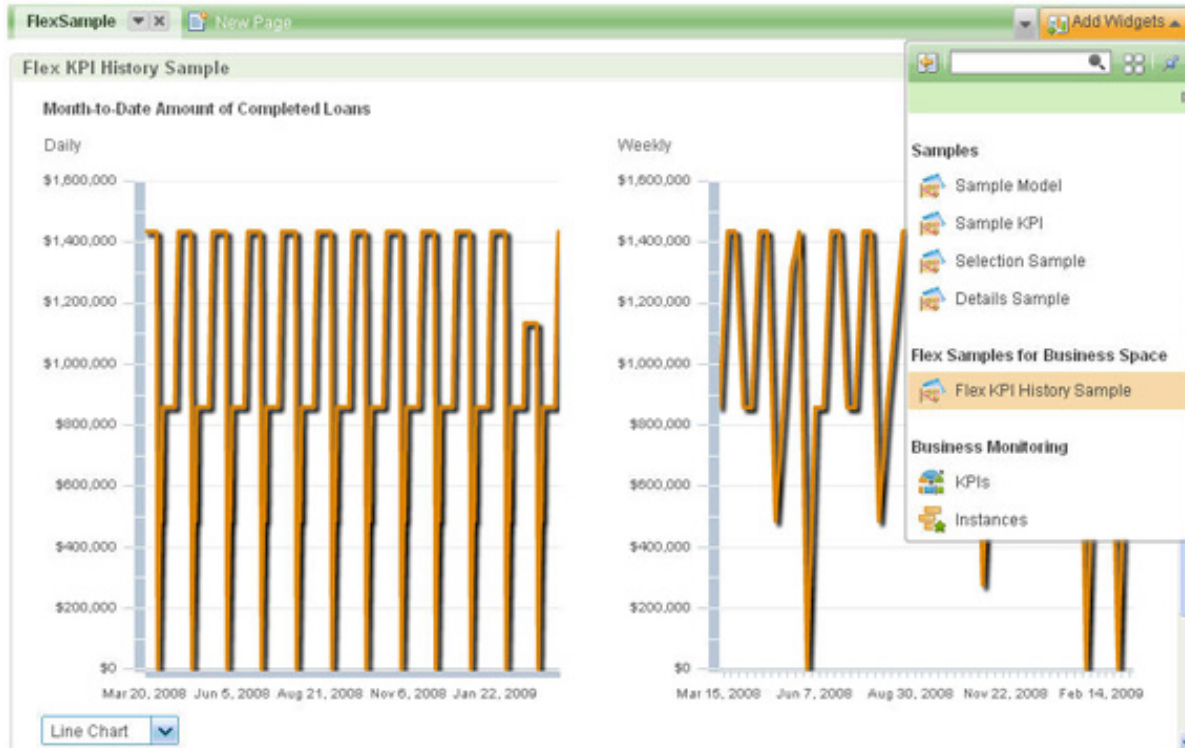 FlexSample
New Page
Add Widgets
Flex KPI History Sample
Month-to-Date Amount of Completed Loans
Daily
$1,600,000
$1,400,000
$1,200,000
$1,000,000
$800,000
$600,000
$400,000
$200,000
$0
Mar 20, 2008 Jun 5, 2008 Aug 21, 2008 Nov 6, 2008 Jan 22, 2009
Line Chart
Weekly
$1,600,000
$1,400,000
$1,200,000
$1,000,000
$800,000
$600,000
$400,000
$200,000
$0
Mar 15, 2008 Jun 7, 2008 Aug 30, 2008 Nov 22, 2008 Feb 14, 2009
Samples
Sample Model
Sample KPI
Selection Sample
Details Sample
Flex Samples for Business Space
Flex KPI History Sample
Business Monitoring
KPIs
Instances